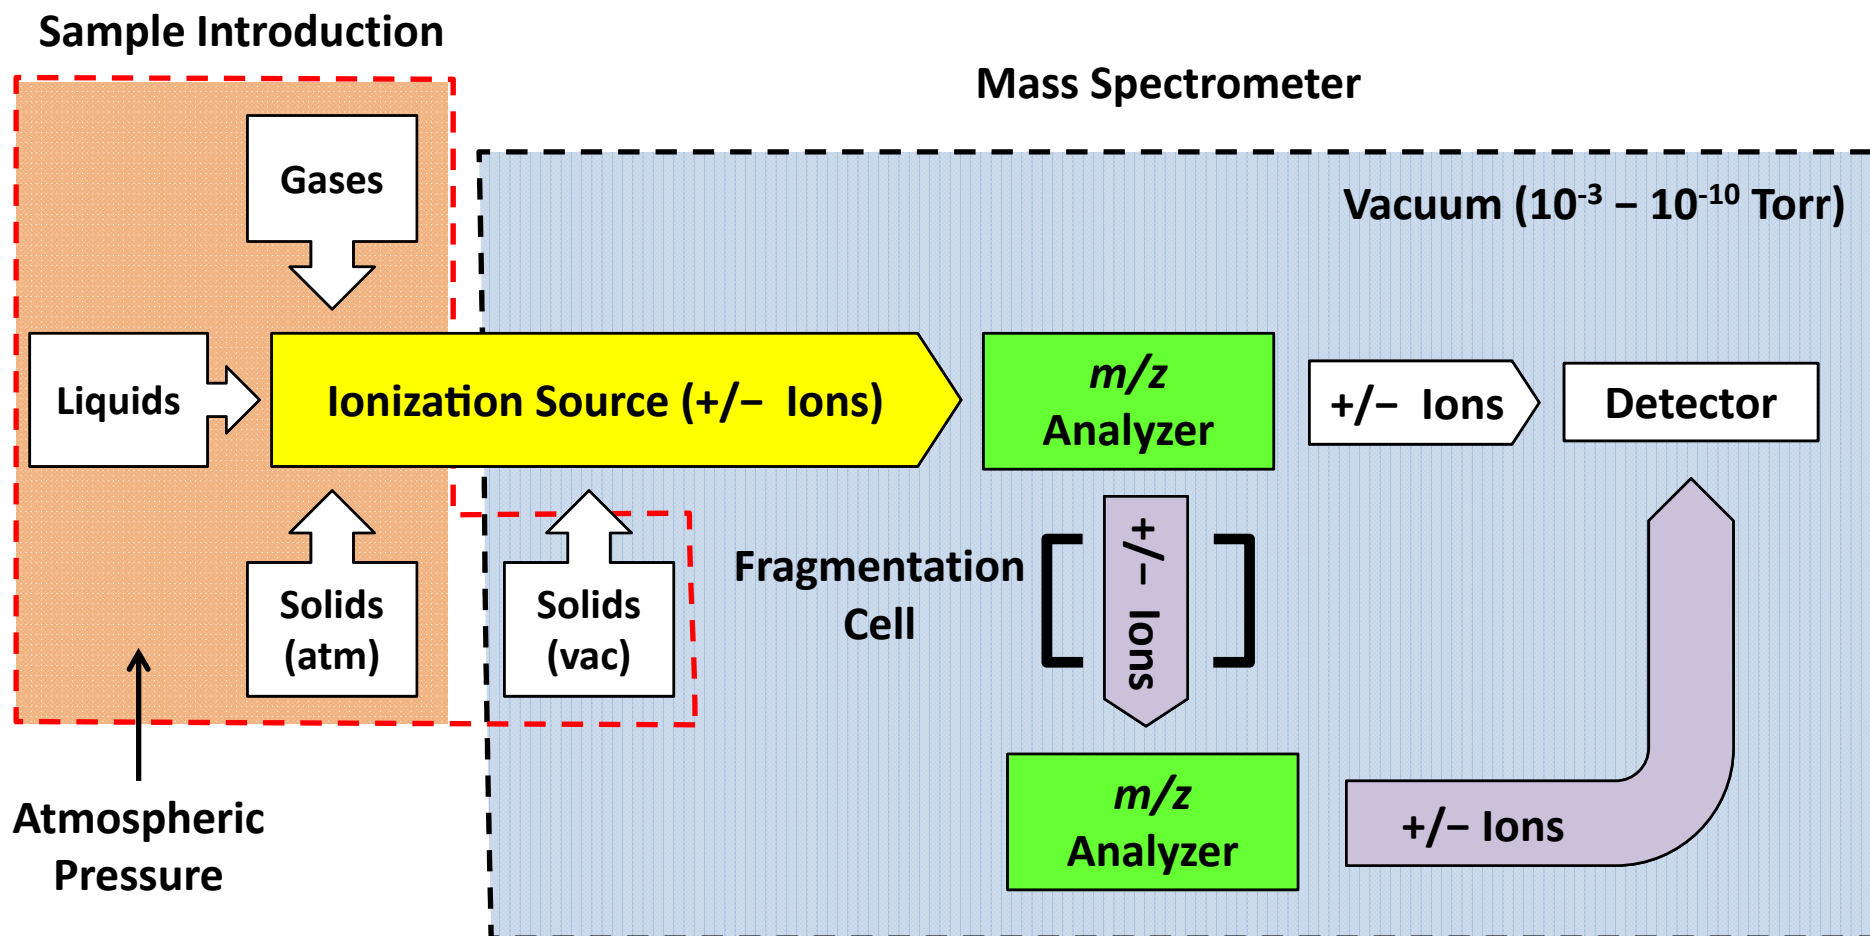 Sample Introduction
Mass Spectrometer
Gases
Vacuum (10⁻³ – 10⁻¹⁰ Torr)
Liquids
Ionization Source (+/− Ions)
m/z
Analyzer
+/− Ions
Detector
Solids
(atm)
Solids
(vac)
Fragmentation
Cell
+/− Ions
Atmospheric
Pressure
m/z
Analyzer
+/− Ions